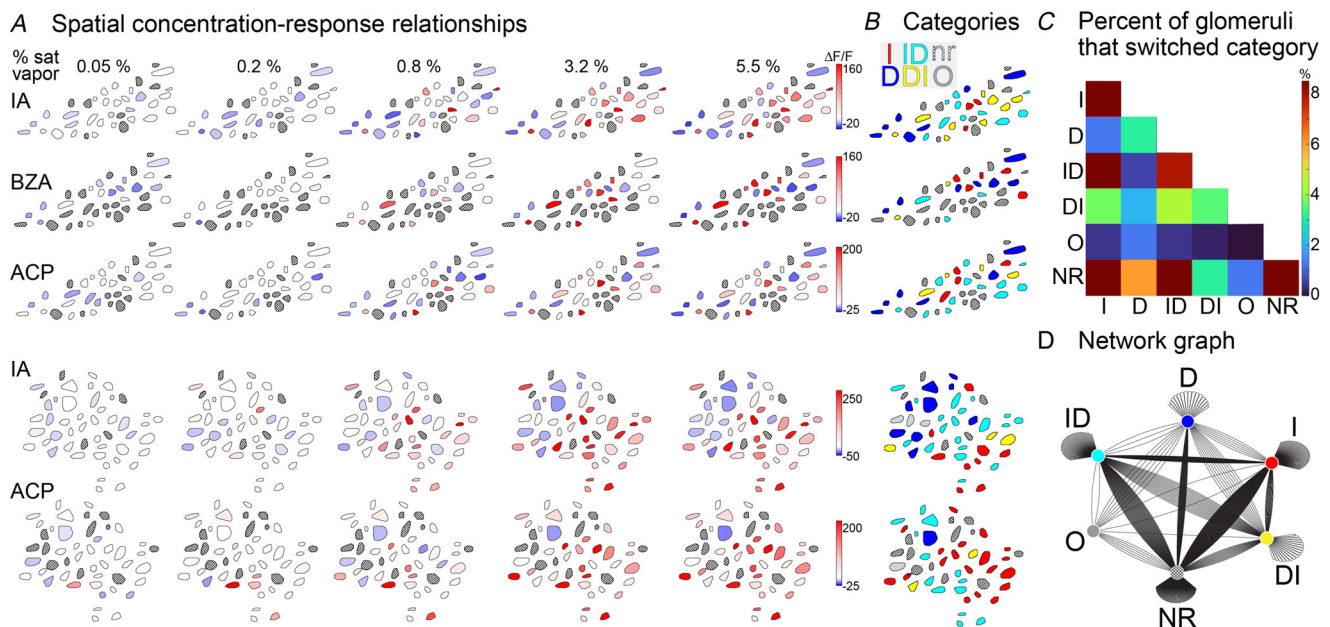 A Spatial concentration-response relationships
B Categories
C Percent of glomeruli
that switched category
% sat
vapor
0.05 %
0.2 %
0.8 %
3.2 %
5.5 %
ΔF/F
I ID nr
D DI O
IA
160
-20
BZA
160
-20
ACP
200
-25
IA
250
-50
ACP
200
-25
%
8
6
4
2
0
I
D
ID
DI
O
NR
I D ID DI O NR
D Network graph
D
ID
I
O
DI
NR